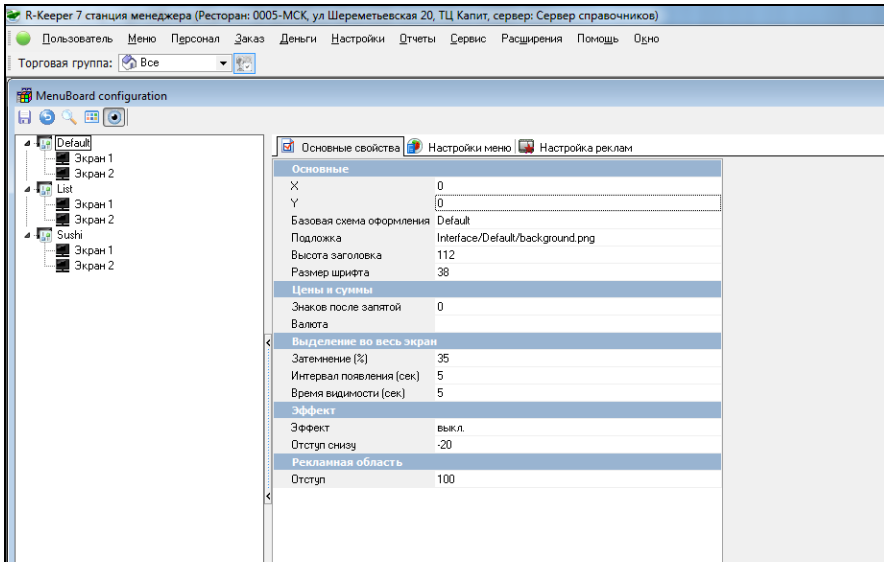 R-Keeper 7 станция менеджера (Ресторан: 0005-МСК, ул Шереметьевская 20, ТЦ Капит, сервер: Сервер справочников)
Пользователь Меню Персонал Заказ Деньги Настройки Отчеты Сервис Расширения Помощь Окно
Торговая группа: Все
MenuBoard configuration
Default
Экран 1
Экран 2
List
Экран 1
Экран 2
Sushi
Экран 1
Экран 2
Основные свойства Настройки меню Настройка реклам
Основные
X 0
Y 0
Базовая схема оформления Default
Подложка Interface/Default/background.png
Высота заголовка 112
Размер шрифта 38
Цены и суммы
Знаков после запятой 0
Валюта
Выделение во весь экран
Затемнение (%) 35
Интервал появления (сек) 5
Время видимости (сек) 5
Эффект
Эффект выкл.
Отступ снизу -20
Рекламная область
Отступ 100